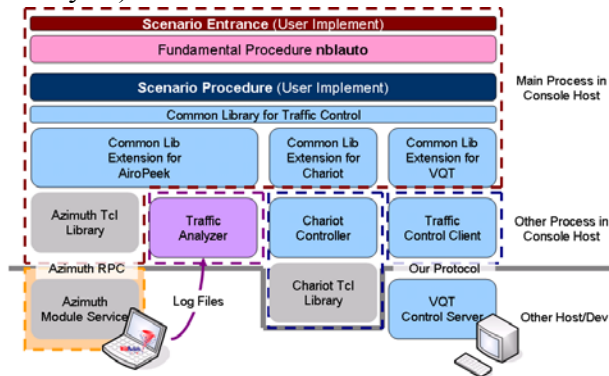 Scenario Entrance (User Implement)
Fundamental Procedure nblauto
Scenario Procedure (User Implement)
Common Library for Traffic Control
Main Process in
Console Host
Common Lib
Extension for
AiroPeek
Common Lib
Extension for
Chariot
Common Lib
Extension for
VQT
Azimuth Tcl
Library
Traffic
Analyzer
Chariot
Controller
Traffic
Control Client
Other Process in
Console Host
Azimuth RPC
Our Protocol
Azimuth
Module Service
Log Files
Chariot Tcl
Library
VQT
Control Server
Other Host/Dev